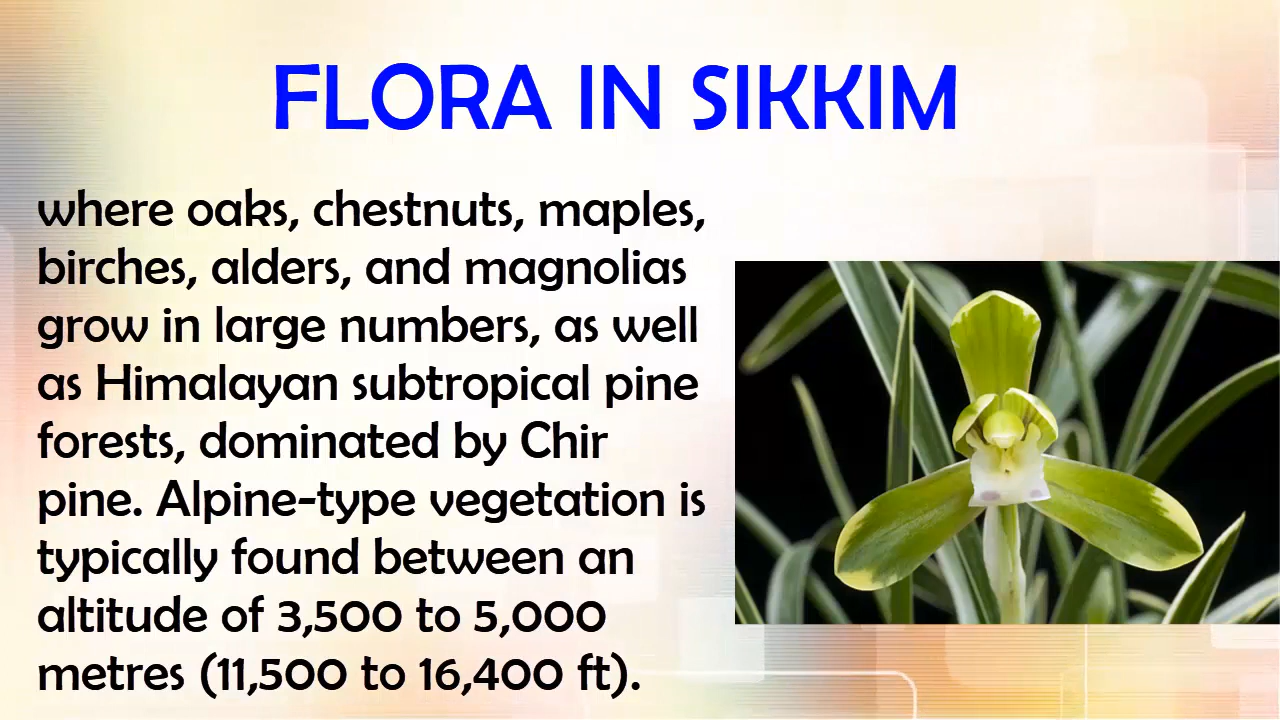 FLORA IN SIKKIM
where oaks, chestnuts, maples,
birches, alders, and magnolias
grow in large numbers, as well
as Himalayan subtropical pine
forests, dominated by Chir
pine. Alpine-type vegetation is
typically found between an
altitude of 3,500 to 5,000
metres (11,500 to 16,400 ft).